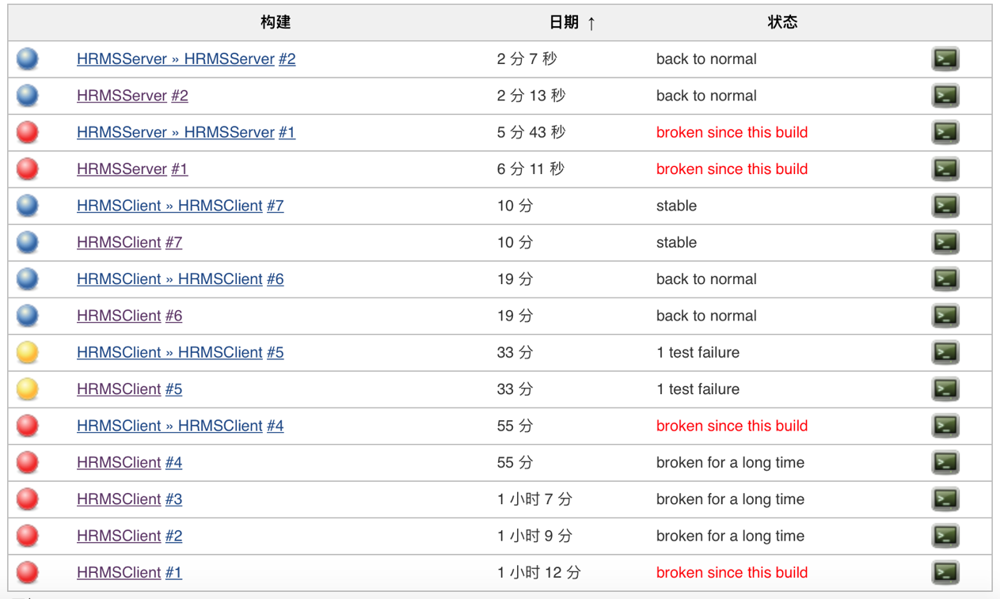 构建 日期 ↑ 状态
HRMSServer » HRMSServer #2 2 分 7 秒 back to normal
HRMSServer #2 2 分 13 秒 back to normal
HRMSServer » HRMSServer #1 5 分 43 秒 broken since this build
HRMSServer #1 6 分 11 秒 broken since this build
HRMSClient » HRMSClient #7 10 分 stable
HRMSClient #7 10 分 stable
HRMSClient » HRMSClient #6 19 分 back to normal
HRMSClient #6 19 分 back to normal
HRMSClient » HRMSClient #5 33 分 1 test failure
HRMSClient #5 33 分 1 test failure
HRMSClient » HRMSClient #4 55 分 broken since this build
HRMSClient #4 55 分 broken for a long time
HRMSClient #3 1 小时 7 分 broken for a long time
HRMSClient #2 1 小时 9 分 broken for a long time
HRMSClient #1 1 小时 12 分 broken since this build